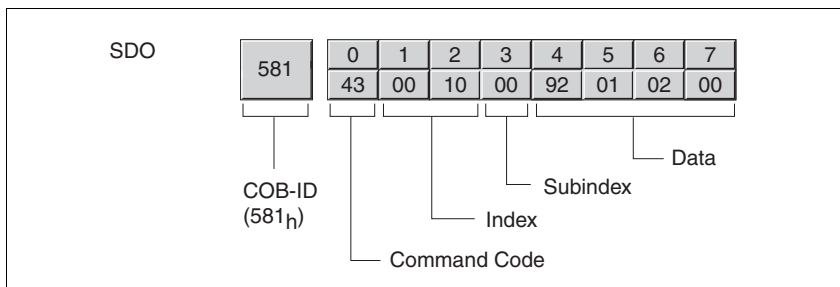 SDO
581
0 1 2 3 4 5 6 7
43 00 10 00 92 01 02 00
Data
COB-ID
Subindex
(581h)
Index
Command Code